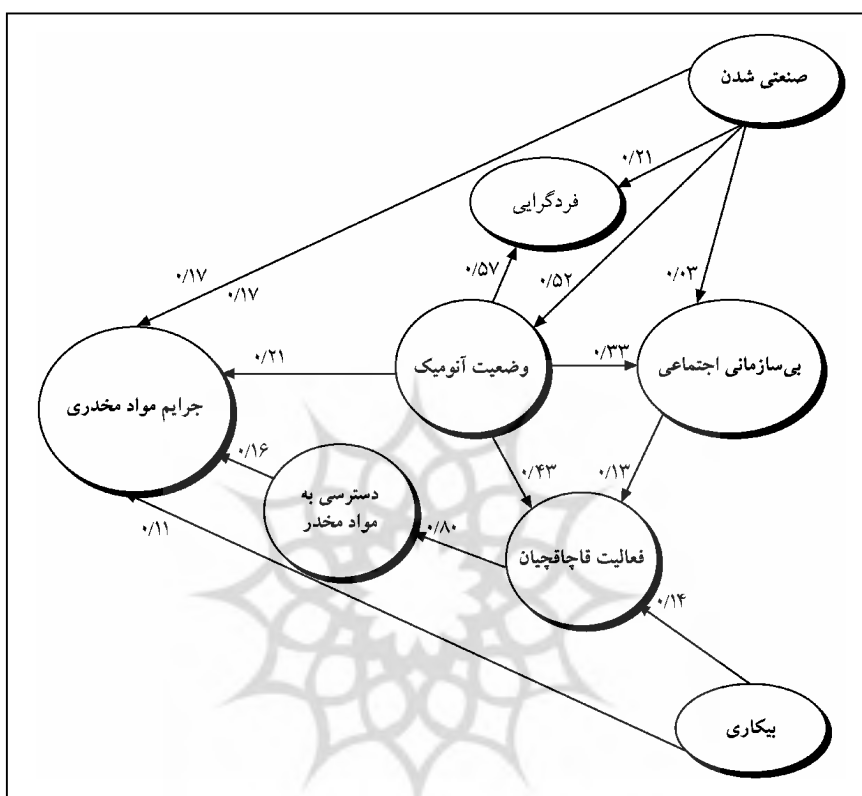 صنعتی شدن
۰/۲۱
فردگرایی
۰/۱۷
۰/۱۷
۰/۵۷
۰/۵۲
۰/۰۳
۰/۲۱
وضعیت آنومیک
۰/۳۳
بی‌سازمانی اجتماعی
جرایم مواد مخدری
۰/۱۶
دسترسی به
مواد مخدر
۰/۴۳
۰/۱۳
۰/۱۱
۰/۸۰
فعالیت قاچاقچیان
۰/۱۴
بیکاری